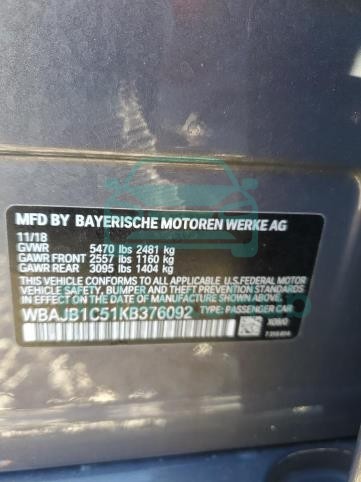 MFD BY BAYERISCHE MOTOREN WERKE AG
11/18
GVWR 5470 lbs 2481 kg
GAWR FRONT 2557 lbs 1160 kg
GAWR REAR 3095 lbs 1404 kg
THIS VEHICLE CONFORMS TO ALL APPLICABLE U.S.FEDERAL MOTOR
VEHICLE SAFETY, BUMPER, AND THEFT PREVENTION STANDARDS
IN EFFECT ON THE DATE OF MANUFACTURE SHOWN ABOVE.
WBAJB1C51KB376092 TYPE: PASSENGER CAR